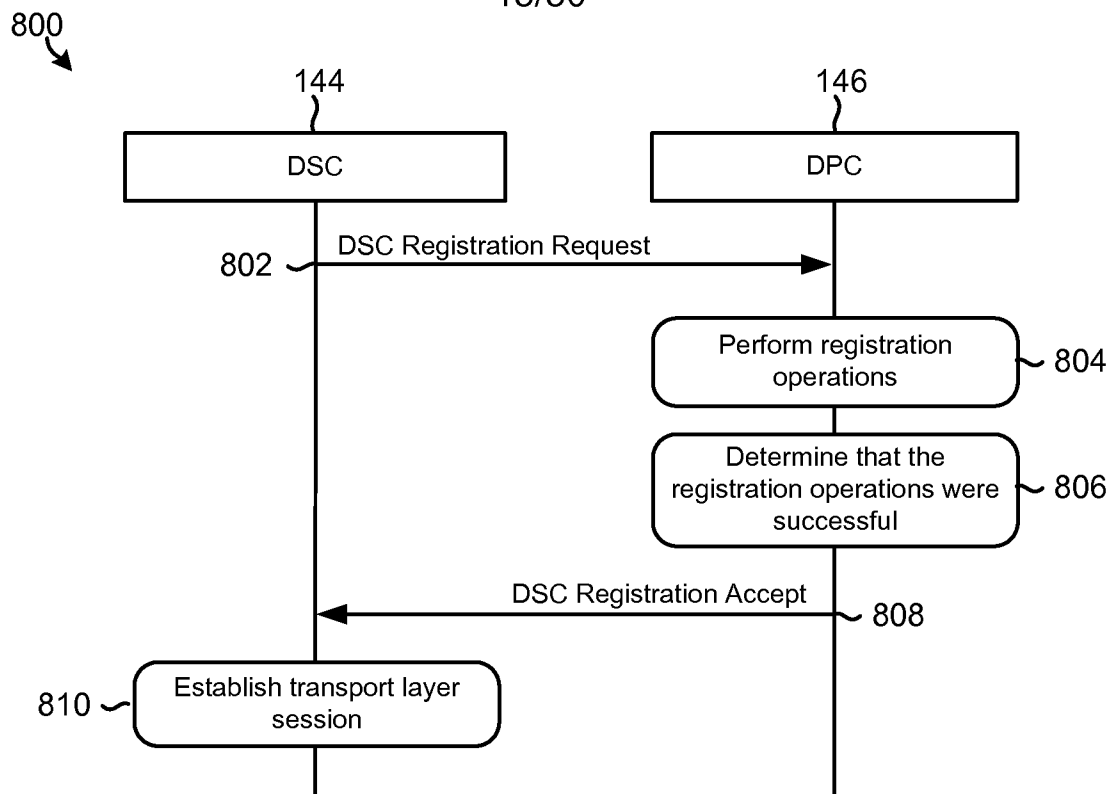 800
144
146
DSC
DPC
DSC Registration Request
802
Perform registration
operations
804
Determine that the
registration operations were
successful
806
DSC Registration Accept
808
Establish transport layer
session
810